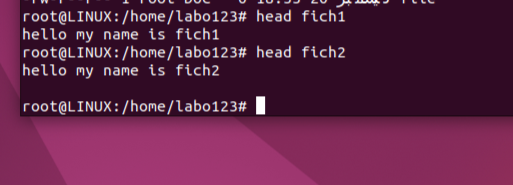 root@LINUX:/home/labo123# head fich1
hello my name is fich1
root@LINUX:/home/labo123# head fich2
hello my name is fich2
root@LINUX:/home/labo123#